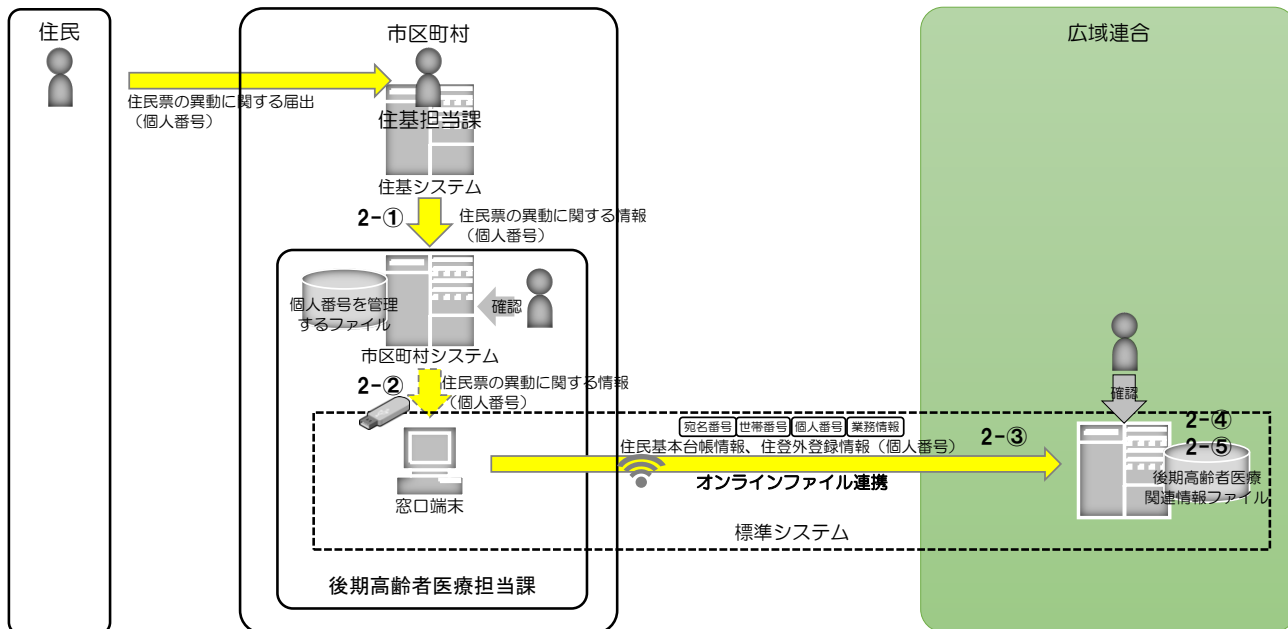 住民
市区町村
広域連合
住民票の異動に関する届出
（個人番号）
住基担当課
住基システム
2-①
住民票の異動に関する情報
（個人番号）
個人番号を管理
するファイル
確認
市区町村システム
2-②
住民票の異動に関する情報
（個人番号）
宛名番号 世帯番号 個人番号 業務情報
住民基本台帳情報、住登外登録情報（個人番号）
2-③
オンラインファイル連携
窓口端末
確認
2-④
2-⑤
後期高齢者医療
関連情報ファイル
標準システム
後期高齢者医療担当課